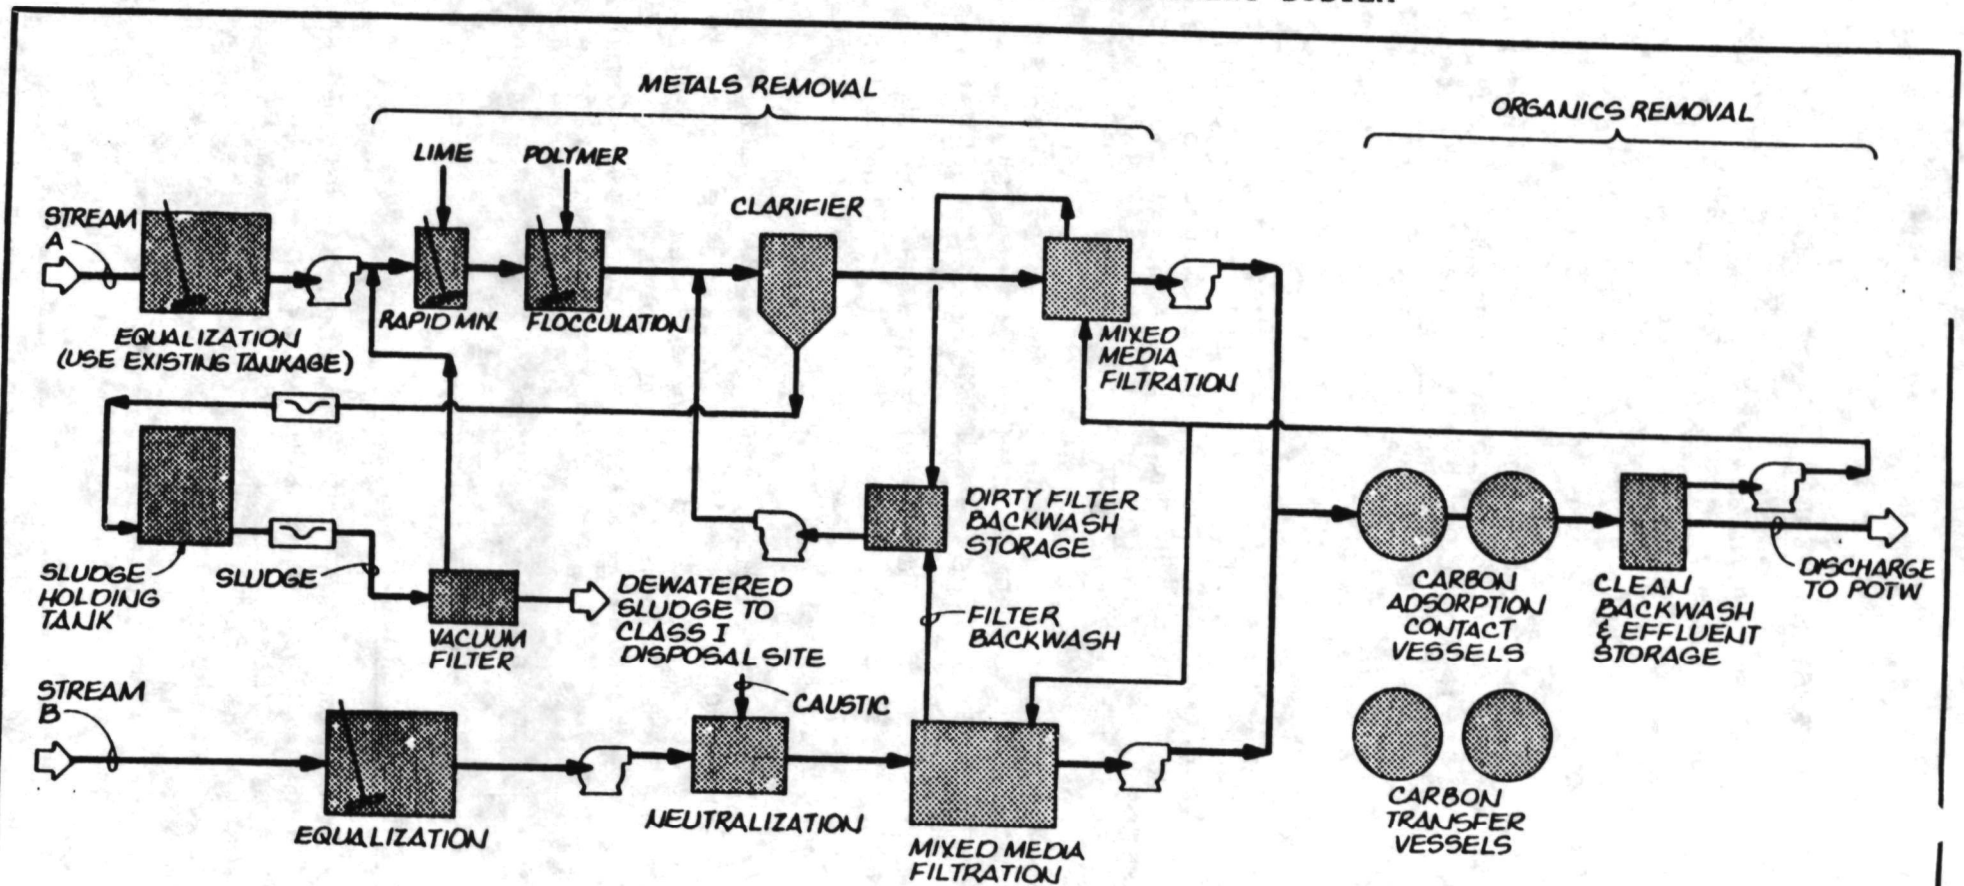 METALS REMOVAL
ORGANICS REMOVAL
LIME
POLYMER
CLARIFIER
STREAM
A
EQUALIZATION
(USE EXISTING TANKAGE)
RAPID MIX
FLOCCULATION
MIXED
MEDIA
FILTRATION
SLUDGE
HOLDING
TANK
SLUDGE
VACUUM
FILTER
DEWATERED
SLUDGE TO
CLASS I
DISPOSAL SITE
DIRTY FILTER
BACKWASH
STORAGE
FILTER
BACKWASH
CARBON
ADSORPTION
CONTACT
VESSELS
CLEAN
BACKWASH
& EFFLUENT
STORAGE
DISCHARGE
TO POTW
STREAM
B
EQUALIZATION
CAUSTIC
NEUTRALIZATION
MIXED MEDIA
FILTRATION
CARBON
TRANSFER
VESSELS